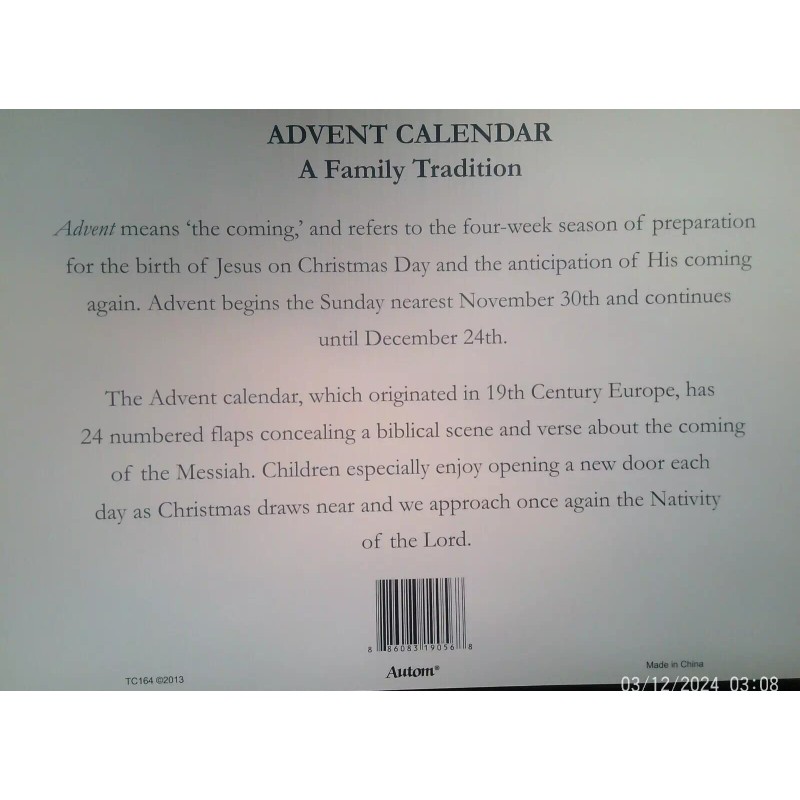 ADVENT CALENDAR
A Family Tradition
Advent means ‘the coming,’ and refers to the four-week season of preparation
for the birth of Jesus on Christmas Day and the anticipation of His coming
again. Advent begins the Sunday nearest November 30th and continues
until December 24th.
The Advent calendar, which originated in 19th Century Europe, has
24 numbered flaps concealing a biblical scene and verse about the coming
of the Messiah. Children especially enjoy opening a new door each
day as Christmas draws near and we approach once again the Nativity
of the Lord.
8 86083 19056 8
Autom®
TC164 ©2013
Made in China
03/12/2024 03:08